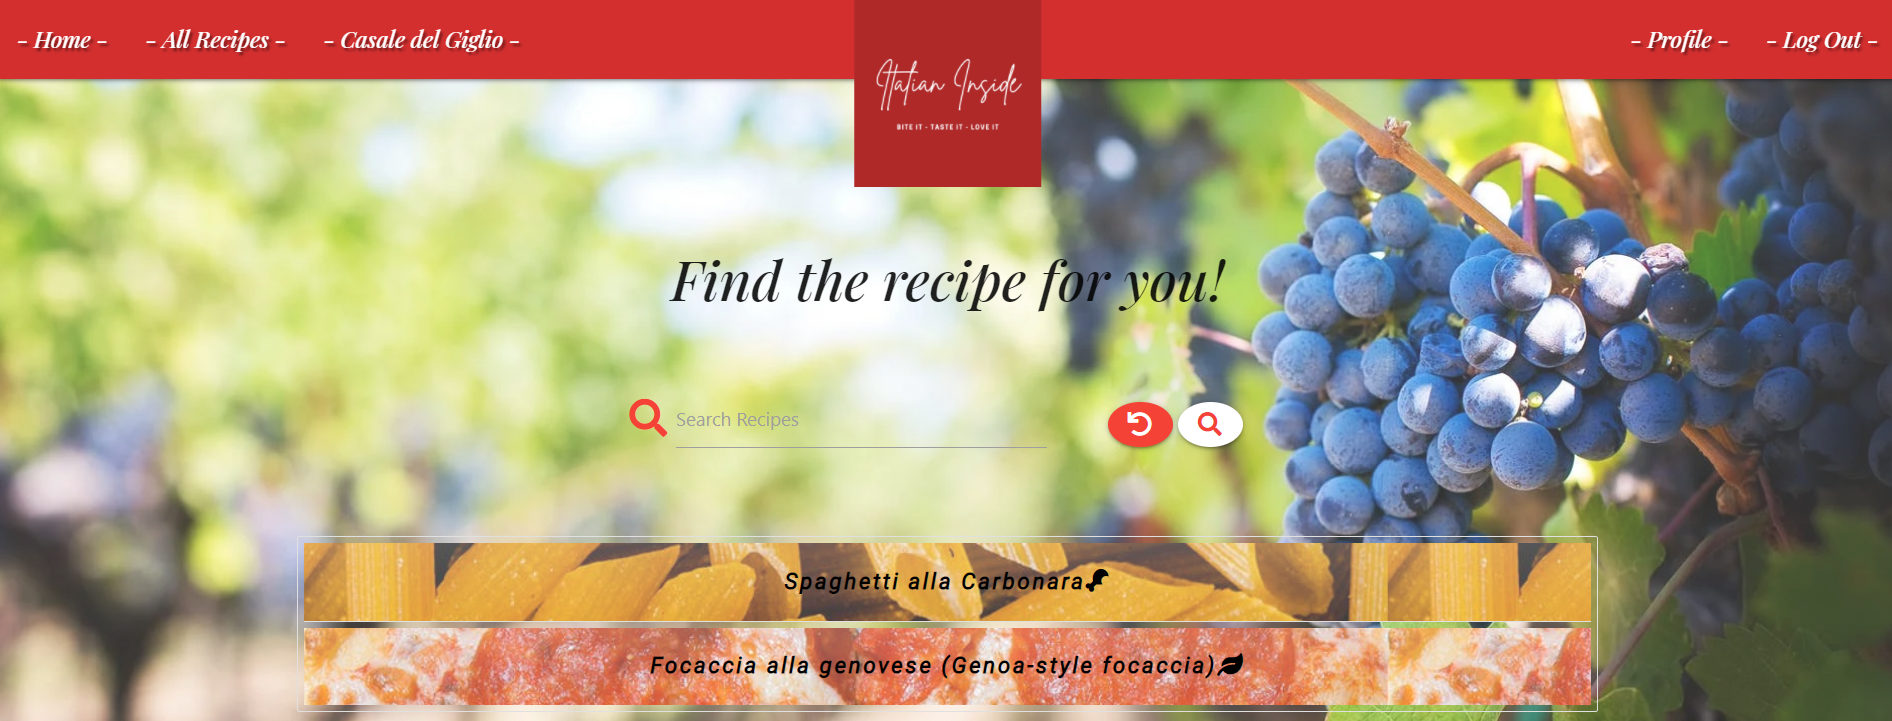 - Home -
- All Recipes -
- Casale del Giglio -
Italian Inside
BITE IT - TASTE IT - LOVE IT
- Profile -
- Log Out -
Find the recipe for you!
Search Recipes
Spaghetti alla Carbonara
Focaccia alla genovese (Genoa-style focaccia)